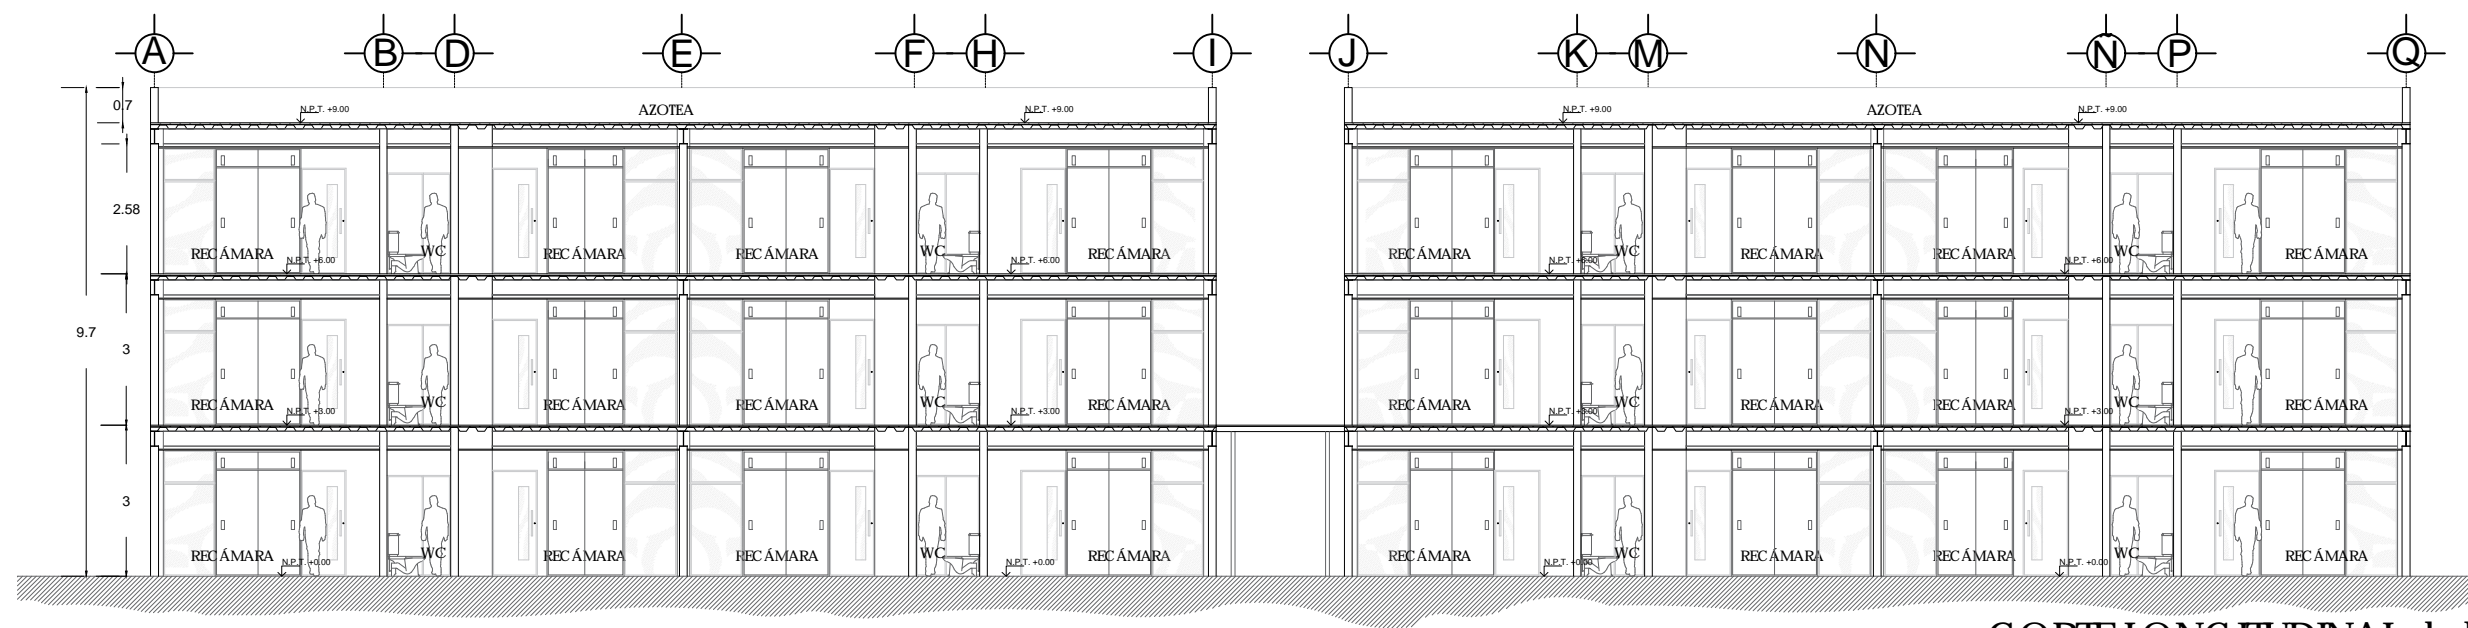 A B D E F H I J K M N Ñ P Q
0.7 N.P.T. +9.00 AZOTEA N.P.T. +9.00 N.P.T. +9.00 AZOTEA N.P.T. +9.00
2.58
RECÁMARA WC RECÁMARA RECÁMARA WC RECÁMARA RECÁMARA WC RECÁMARA RECÁMARA WC RECÁMARA
N.P.T. +6.00 N.P.T. +6.00 N.P.T. +6.00 N.P.T. +6.00
9.7
3
RECÁMARA WC RECÁMARA RECÁMARA WC RECÁMARA RECÁMARA WC RECÁMARA RECÁMARA WC RECÁMARA
N.P.T. +3.00 N.P.T. +3.00 N.P.T. +3.00 N.P.T. +3.00
3
RECÁMARA WC RECÁMARA RECÁMARA WC RECÁMARA RECÁMARA WC RECÁMARA RECÁMARA WC RECÁMARA
N.P.T. +0.00 N.P.T. +0.00 N.P.T. +0.00 N.P.T. +0.00
CORTE LONGITUDINAL